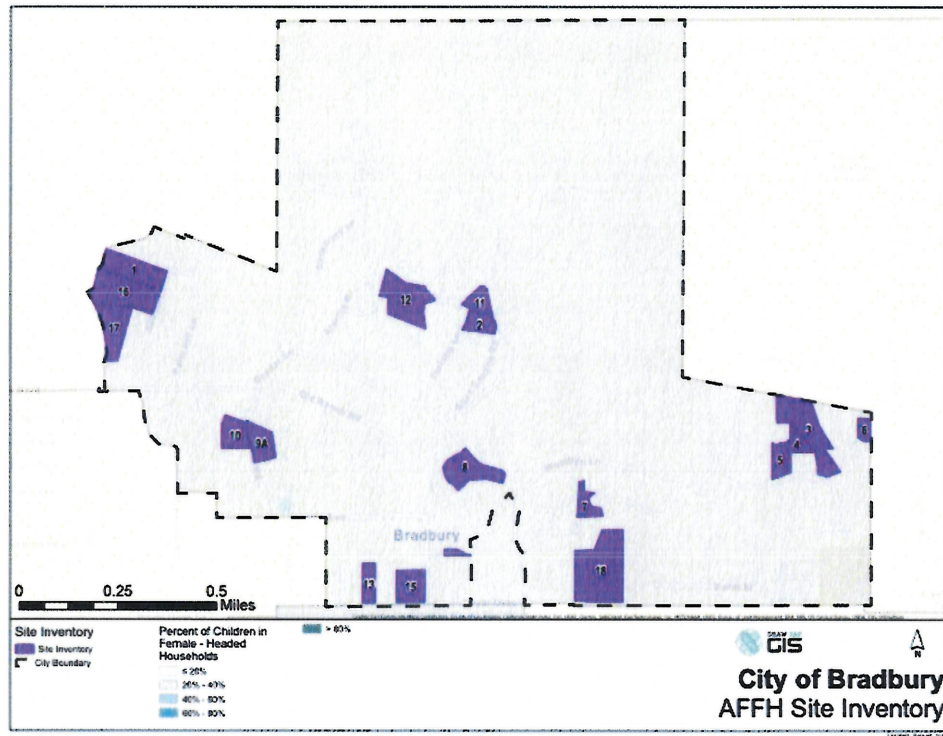 1
16
17
12
11
2
10
9A
8
3
4
5
6
7
18
Bradbury
13
15
0 0.25 0.5
Miles
Site Inventory
Site Inventory
City Boundary
Percent of Children in
Female - Headed
Households
≤ 20%
20% - 40%
40% - 60%
60% - 80%
> 80%
GIS
N
City of Bradbury
AFFH Site Inventory